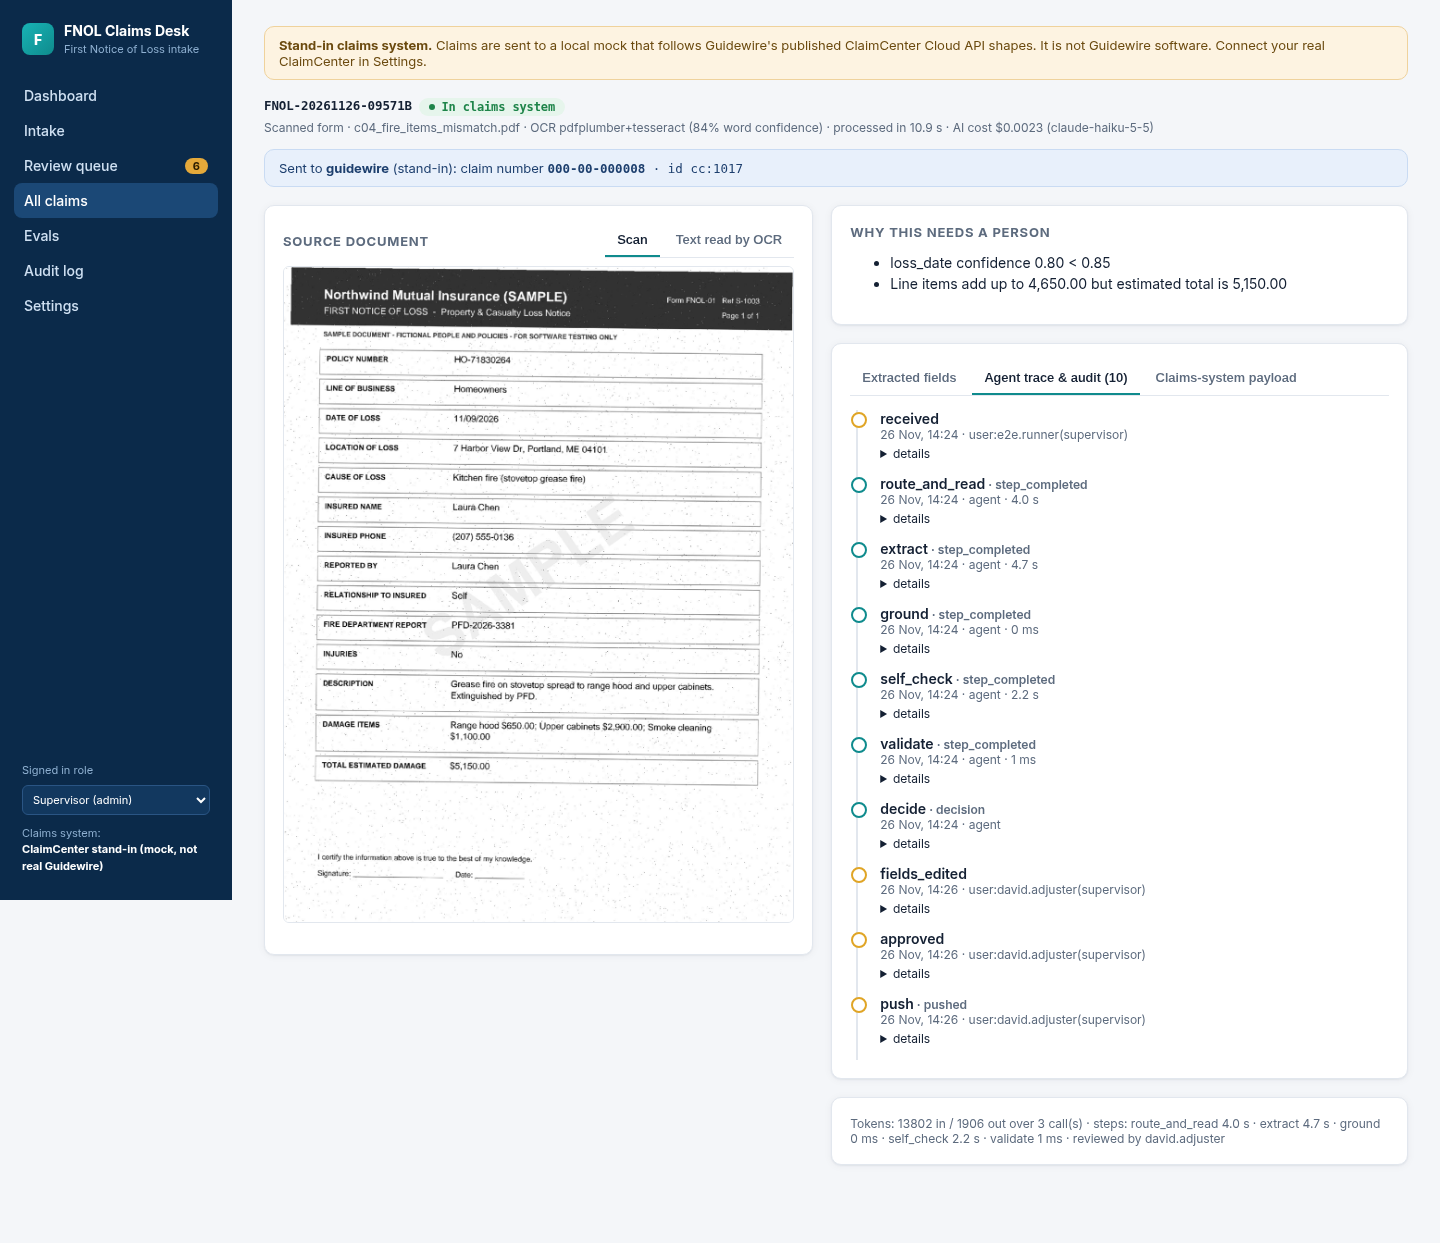 F
FNOL Claims Desk
First Notice of Loss intake
Dashboard
Intake
Review queue
6
All claims
Evals
Audit log
Settings
Signed in role
Supervisor (admin)
Claims system:
ClaimCenter stand-in (mock, not
real Guidewire)
Stand-in claims system. Claims are sent to a local mock that follows Guidewire's published ClaimCenter Cloud API shapes. It is not Guidewire software. Connect your real
ClaimCenter in Settings.
FNOL-20261126-09571B
● In claims system
Scanned form · c04_fire_items_mismatch.pdf · OCR pdfplumber+tesseract (84% word confidence) · processed in 10.9 s · AI cost $0.0023 (claude-haiku-5-5)
Sent to guidewire (stand-in): claim number 000-00-000008 · id cc:1017
SOURCE DOCUMENT
Scan
Text read by OCR
Northwind Mutual Insurance (SAMPLE)
FIRST NOTICE OF LOSS - Property & Casualty Loss Notice
Form FNOL-01 Ref S-1003
Page 1 of 1
SAMPLE DOCUMENT - FICTIONAL PEOPLE AND POLICIES - FOR SOFTWARE TESTING ONLY
POLICY NUMBER HO-71830264
LINE OF BUSINESS Homeowners
DATE OF LOSS 11/09/2026
LOCATION OF LOSS 7 Harbor View Dr, Portland, ME 04101
CAUSE OF LOSS Kitchen fire (stovetop grease fire)
INSURED NAME Laura Chen
INSURED PHONE (207) 555-0136
REPORTED BY Laura Chen
RELATIONSHIP TO INSURED Self
FIRE DEPARTMENT REPORT PFD-2026-3381
INJURIES No
DESCRIPTION Grease fire on stovetop spread to range hood and upper cabinets.
Extinguished by PFD.
DAMAGE ITEMS Range hood $650.00; Upper cabinets $2,900.00; Smoke cleaning
$1,100.00
TOTAL ESTIMATED DAMAGE $5,150.00
SAMPLE
I certify the information above is true to the best of my knowledge.
Signature: Date:
WHY THIS NEEDS A PERSON
• loss_date confidence 0.80 < 0.85
• Line items add up to 4,650.00 but estimated total is 5,150.00
Extracted fields
Agent trace & audit (10)
Claims-system payload
received
26 Nov, 14:24 · user:e2e.runner(supervisor)
▶ details
route_and_read · step_completed
26 Nov, 14:24 · agent · 4.0 s
▶ details
extract · step_completed
26 Nov, 14:24 · agent · 4.7 s
▶ details
ground · step_completed
26 Nov, 14:24 · agent · 0 ms
▶ details
self_check · step_completed
26 Nov, 14:24 · agent · 2.2 s
▶ details
validate · step_completed
26 Nov, 14:24 · agent · 1 ms
▶ details
decide · decision
26 Nov, 14:24 · agent
▶ details
fields_edited
26 Nov, 14:26 · user:david.adjuster(supervisor)
▶ details
approved
26 Nov, 14:26 · user:david.adjuster(supervisor)
▶ details
push · pushed
26 Nov, 14:26 · user:david.adjuster(supervisor)
▶ details
Tokens: 13802 in / 1906 out over 3 call(s) · steps: route_and_read 4.0 s · extract 4.7 s · ground
0 ms · self_check 2.2 s · validate 1 ms · reviewed by david.adjuster